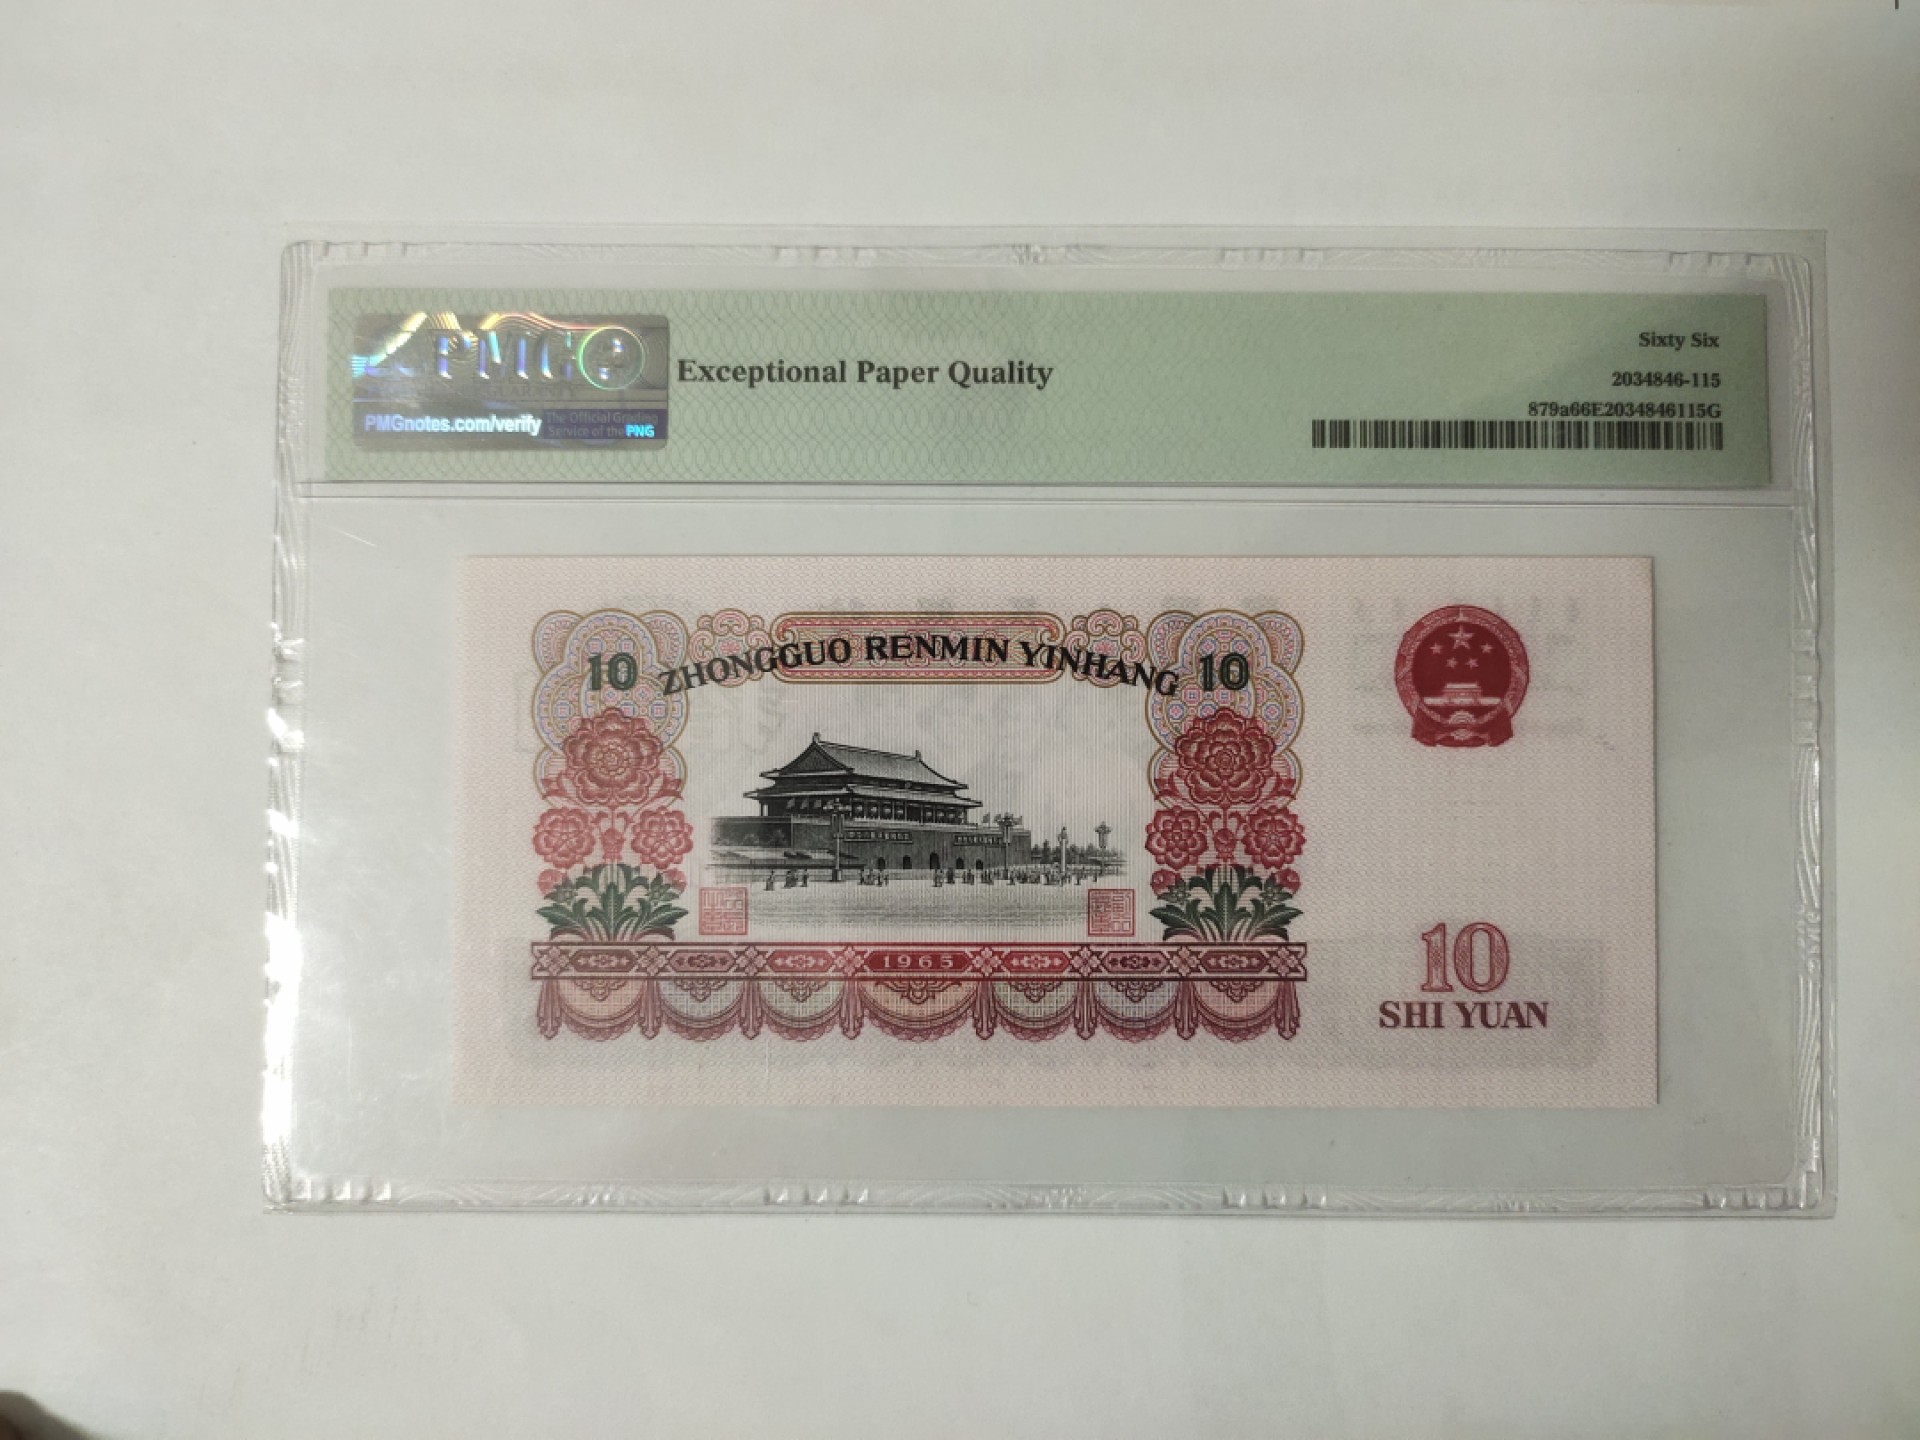 PMG
PMGnotes.com/verify
The Official Grading
Service of the PNG
Exceptional Paper Quality
Sixty Six
2034846-115
879a66E2034846115G
10 ZHONGGUO RENMIN YINHANG 10
1965
10
SHI YUAN